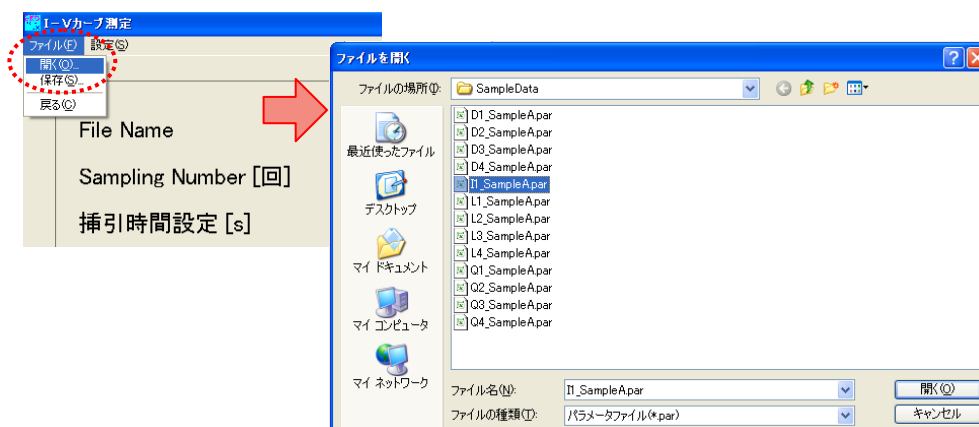 I-Vカーブ測定
ファイル(F) 設定(S)
開く(O)...
保存(S)...
戻る(C)
File Name
Sampling Number [回]
挿引時間設定 [s]
ファイルを開く
ファイルの場所(I):
SampleData
D1_SampleA.par
D2_SampleA.par
D3_SampleA.par
D4_SampleA.par
I1_SampleA.par
L1_SampleA.par
L2_SampleA.par
L3_SampleA.par
L4_SampleA.par
Q1_SampleA.par
Q2_SampleA.par
Q3_SampleA.par
Q4_SampleA.par
最近使ったファイル
デスクトップ
マイ ドキュメント
マイ コンピュータ
マイ ネットワーク
ファイル名(N):
I1_SampleA.par
開く(O)
ファイルの種類(T):
パラメータファイル(*.par)
キャンセル